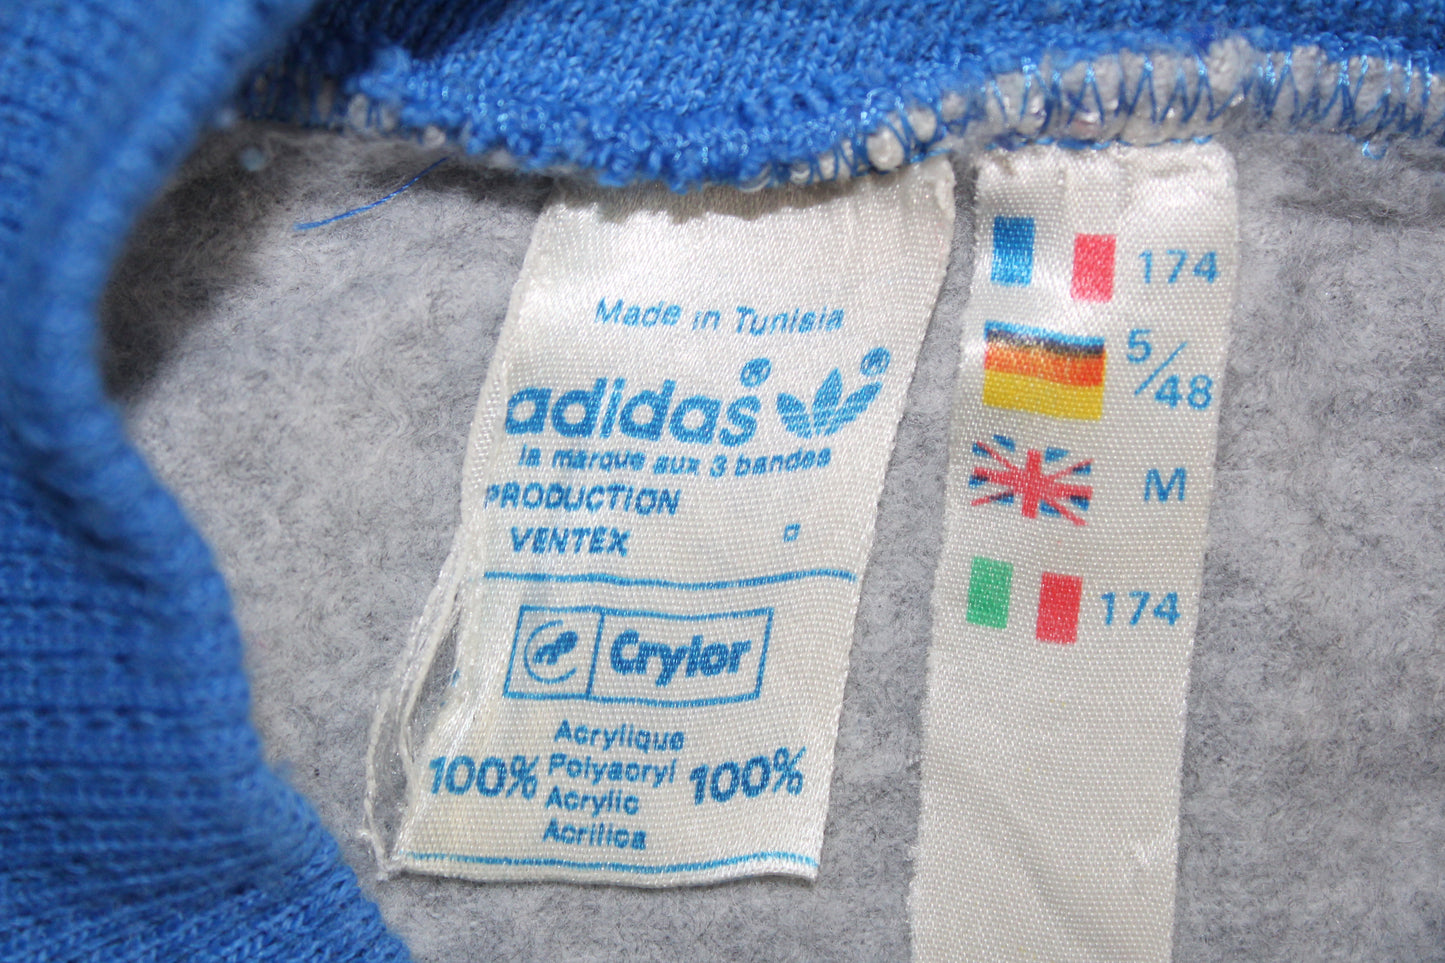 Made in Tunisia
adidas®
la marque aux 3 bandes
PRODUCTION
VENTEX
Crylor
Acrylique
100% Polyacryl 100%
Acrylic
Acrilica
174
5/48
M
174